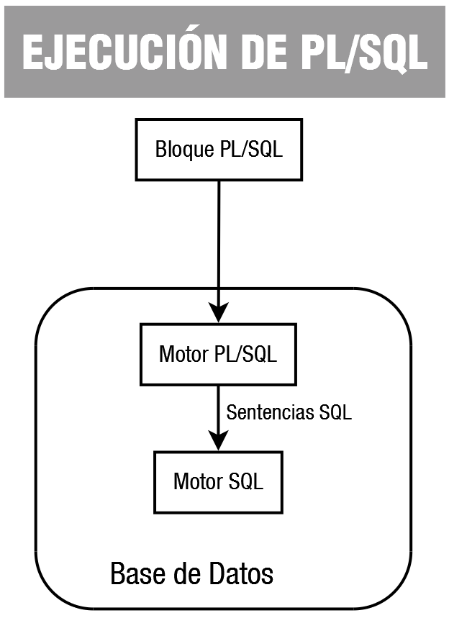 EJECUCIÓN DE PL/SQL
Bloque PL/SQL
Motor PL/SQL
Sentencias SQL
Motor SQL
Base de Datos